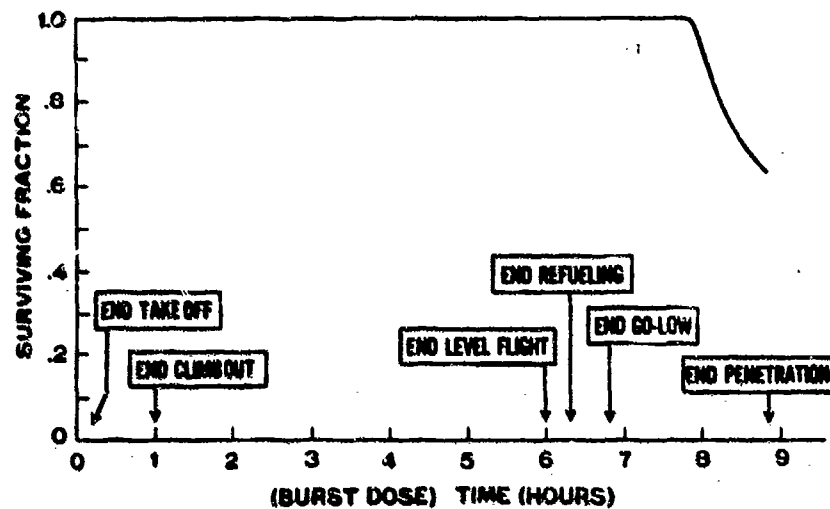 1.0
.8
.6
.4
.2
0
SURVIVING FRACTION
END TAKE OFF
END CLIMBOUT
END LEVEL FLIGHT
END REFUELING
END GO-LOW
END PENETRATION
0 1 2 3 4 5 6 7 8 9
(BURST DOSE) TIME (HOURS)